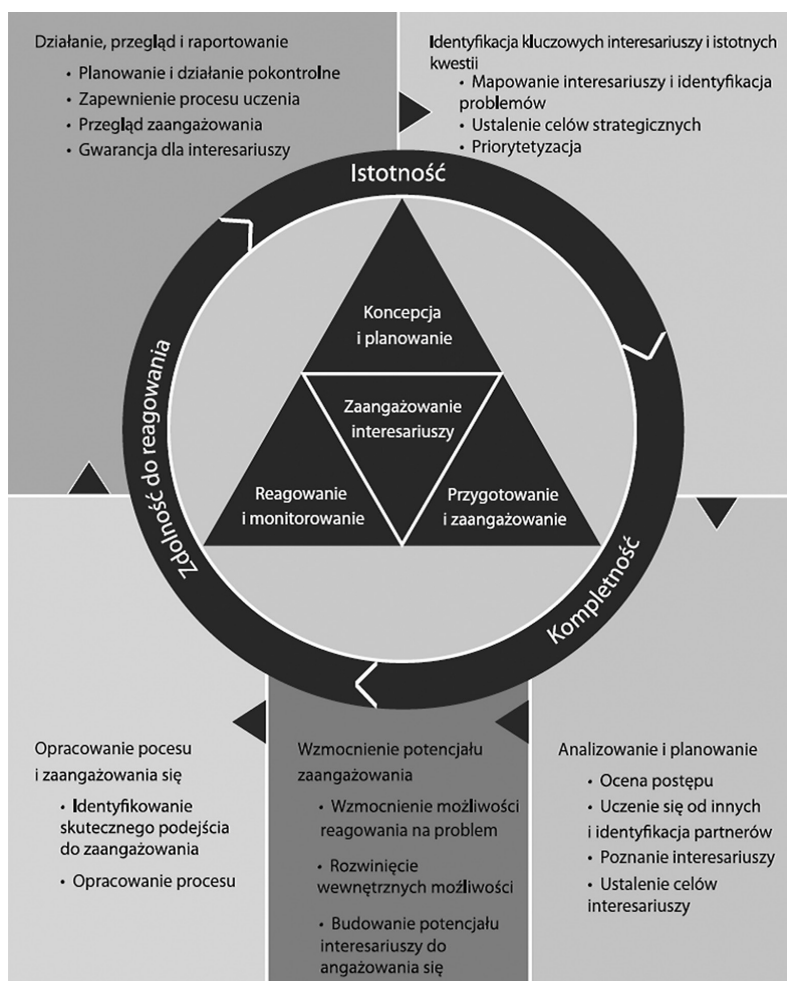 Działanie, przegląd i raportowanie
• Planowanie i działanie pokontrolne
• Zapewnienie procesu uczenia
• Przegląd zaangażowania
• Gwarancja dla interesariuszy
Identyfikacja kluczowych interesariuszy i istotnych
kwestii
• Mapowanie interesariuszy i identyfikacja
problemów
• Ustalenie celów strategicznych
• Priorytetyzacja
Istotność
Koncepcja
i planowanie
Zaangażowanie
interesariuszy
Reagowanie
i monitorowanie
Przygotowanie
i zaangażowanie
Zdolność do reagowania
Kompletność
Opracowanie pocesu
i zaangażowania się
• Identyfikowanie
skutecznego podejścia
do zaangażowania
• Opracowanie procesu
Wzmocnienie potencjału
zaangażowania
• Wzmocnienie możliwości
reagowania na problem
• Rozwinięcie
wewnętrznych możliwości
• Budowanie potencjału
interesariuszy do
angażowania się
Analizowanie i planowanie
• Ocena postępu
• Uczenie się od innych
i identyfikacja partnerów
• Poznanie interesariuszy
• Ustalenie celów
interesariuszy